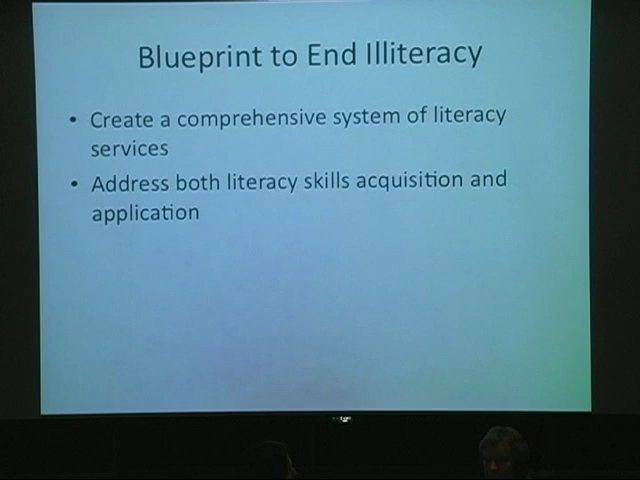 Blueprint to End Illiteracy
• Create a comprehensive system of literacy
services
• Address both literacy skills acquisition and
application